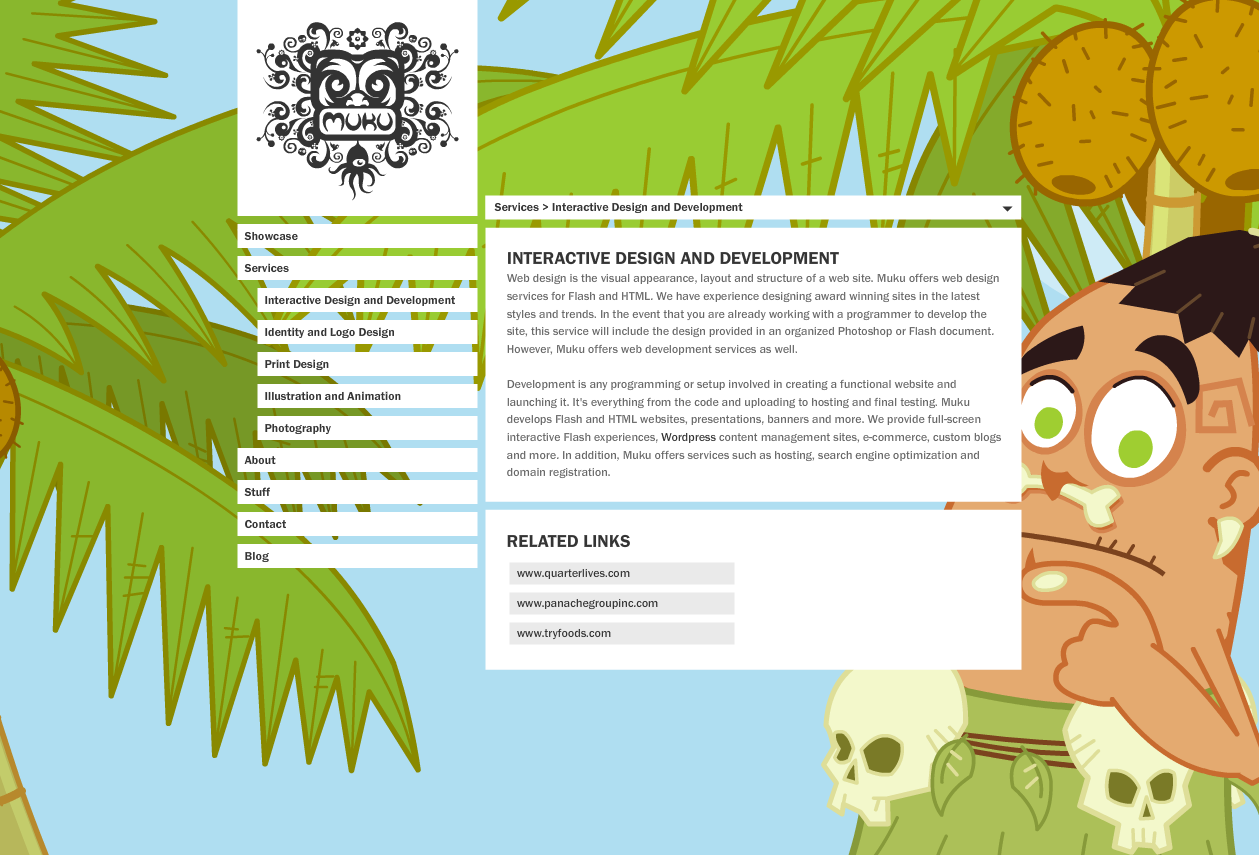 MUKU
Showcase
Services
Interactive Design and Development
Identity and Logo Design
Print Design
Illustration and Animation
Photography
About
Stuff
Contact
Blog
Services > Interactive Design and Development
INTERACTIVE DESIGN AND DEVELOPMENT
Web design is the visual appearance, layout and structure of a web site. Muku offers web design
services for Flash and HTML. We have experience designing award winning sites in the latest
styles and trends. In the event that you are already working with a programmer to develop the
site, this service will include the design provided in an organized Photoshop or Flash document.
However, Muku offers web development services as well.
Development is any programming or setup involved in creating a functional website and
launching it. It's everything from the code and uploading to hosting and final testing. Muku
develops Flash and HTML websites, presentations, banners and more. We provide full-screen
interactive Flash experiences, Wordpress content management sites, e-commerce, custom blogs
and more. In addition, Muku offers services such as hosting, search engine optimization and
domain registration.
RELATED LINKS
www.quarterlives.com
www.panachegroupinc.com
www.tryfoods.com